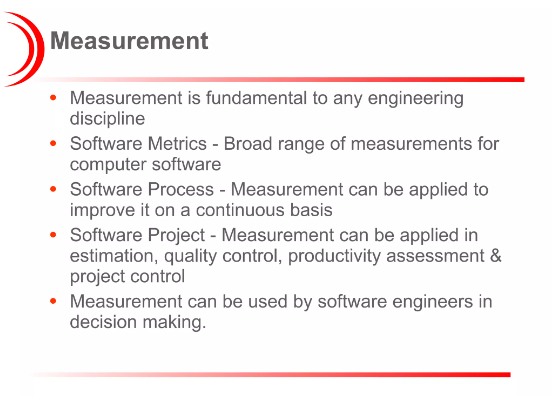 Measurement
• Measurement is fundamental to any engineering
discipline
• Software Metrics - Broad range of measurements for
computer software
• Software Process - Measurement can be applied to
improve it on a continuous basis
• Software Project - Measurement can be applied in
estimation, quality control, productivity assessment &
project control
• Measurement can be used by software engineers in
decision making.